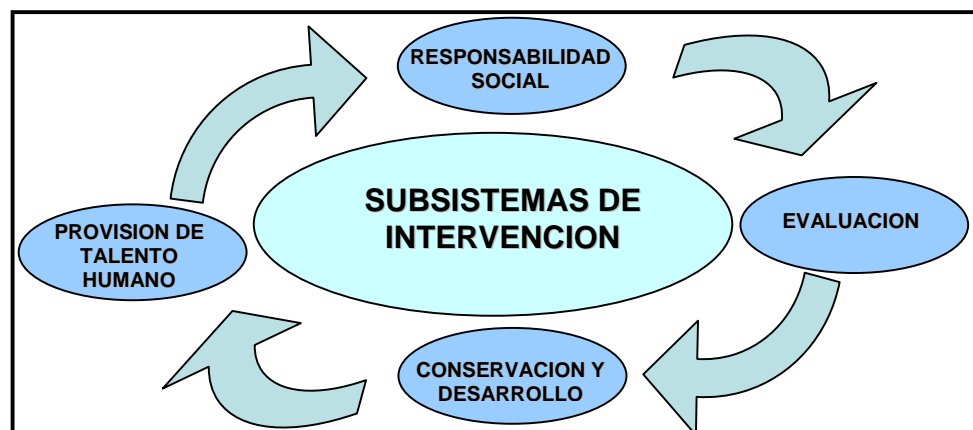 RESPONSABILIDAD
SOCIAL
SUBSISTEMAS DE
INTERVENCION
EVALUACION
PROVISION DE
TALENTO
HUMANO
CONSERVACION Y
DESARROLLO